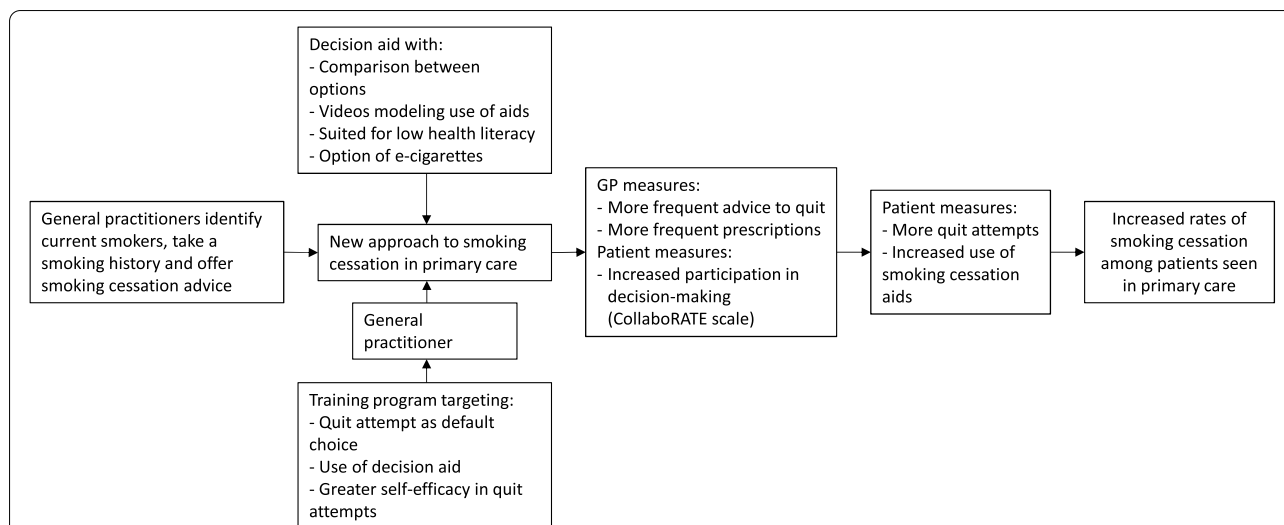 Decision aid with:
- Comparison between
options
- Videos modeling use of aids
- Suited for low health literacy
- Option of e-cigarettes
General practitioners identify
current smokers, take a
smoking history and offer
smoking cessation advice
New approach to smoking
cessation in primary care
General
practitioner
Training program targeting:
- Quit attempt as default
choice
- Use of decision aid
- Greater self-efficacy in quit
attempts
GP measures:
- More frequent advice to quit
- More frequent prescriptions
Patient measures:
- Increased participation in
decision-making
(CollaboRATE scale)
Patient measures:
- More quit attempts
- Increased use of
smoking cessation
aids
Increased rates of
smoking cessation
among patients seen
in primary care